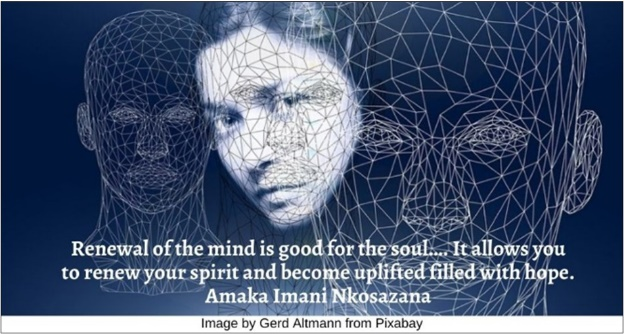 Renewal of the mind is good for the soul.... It allows you
to renew your spirit and become uplifted filled with hope.
Amaka Imani Nkosazana
Image by Gerd Altmann from Pixabay